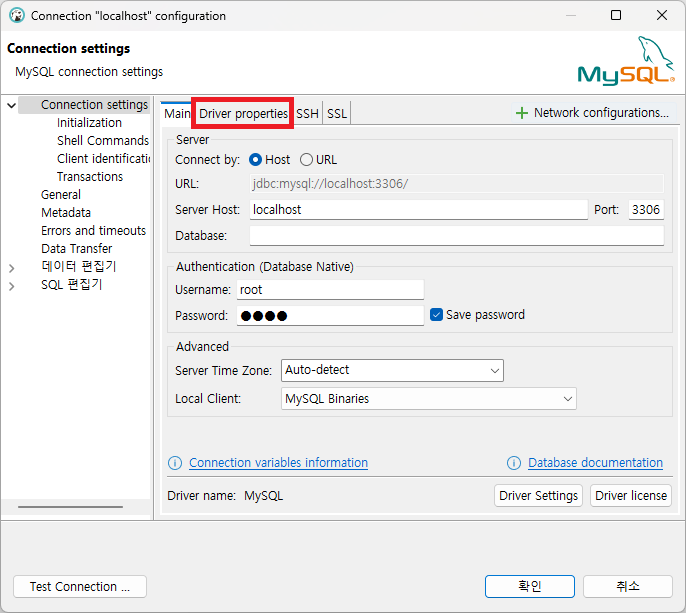 Connection "localhost" configuration
Connection settings
MySQL connection settings
MySQL®
Connection settings
Initialization
Shell Commands
Client identificatio
Transactions
General
Metadata
Errors and timeouts
Data Transfer
데이터 편집기
SQL 편집기
Main Driver properties SSH SSL Network configurations...
Server
Connect by: Host URL
URL: jdbc:mysql://localhost:3306/
Server Host: localhost Port: 3306
Database:
Authentication (Database Native)
Username: root
Password: ●●●● Save password
Advanced
Server Time Zone: Auto-detect
Local Client: MySQL Binaries
Connection variables information Database documentation
Driver name: MySQL Driver Settings Driver license
Test Connection ... 확인 취소